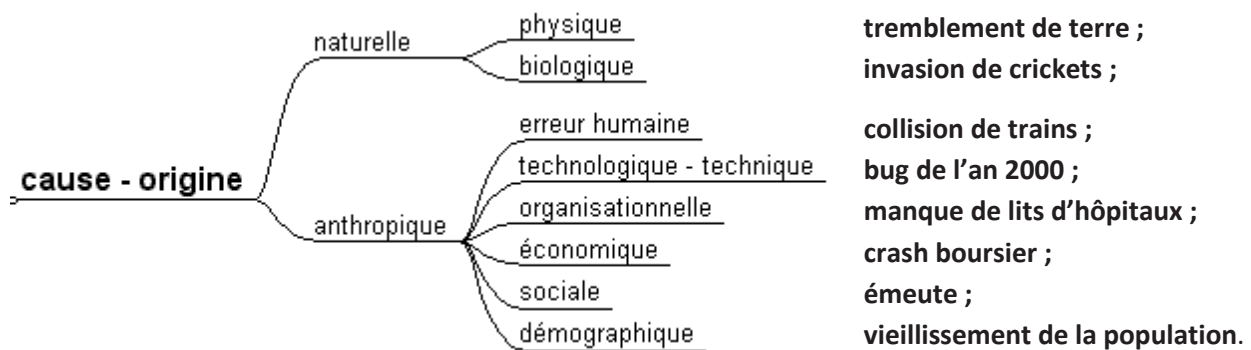 physique tremblement de terre ;
naturelle
biologique invasion de crickets ;
erreur humaine collision de trains ;
technologique - technique bug de l’an 2000 ;
cause - origine
organisationnelle manque de lits d’hôpitaux ;
anthropique
économique crash boursier ;
sociale émeute ;
démographique vieillissement de la population.